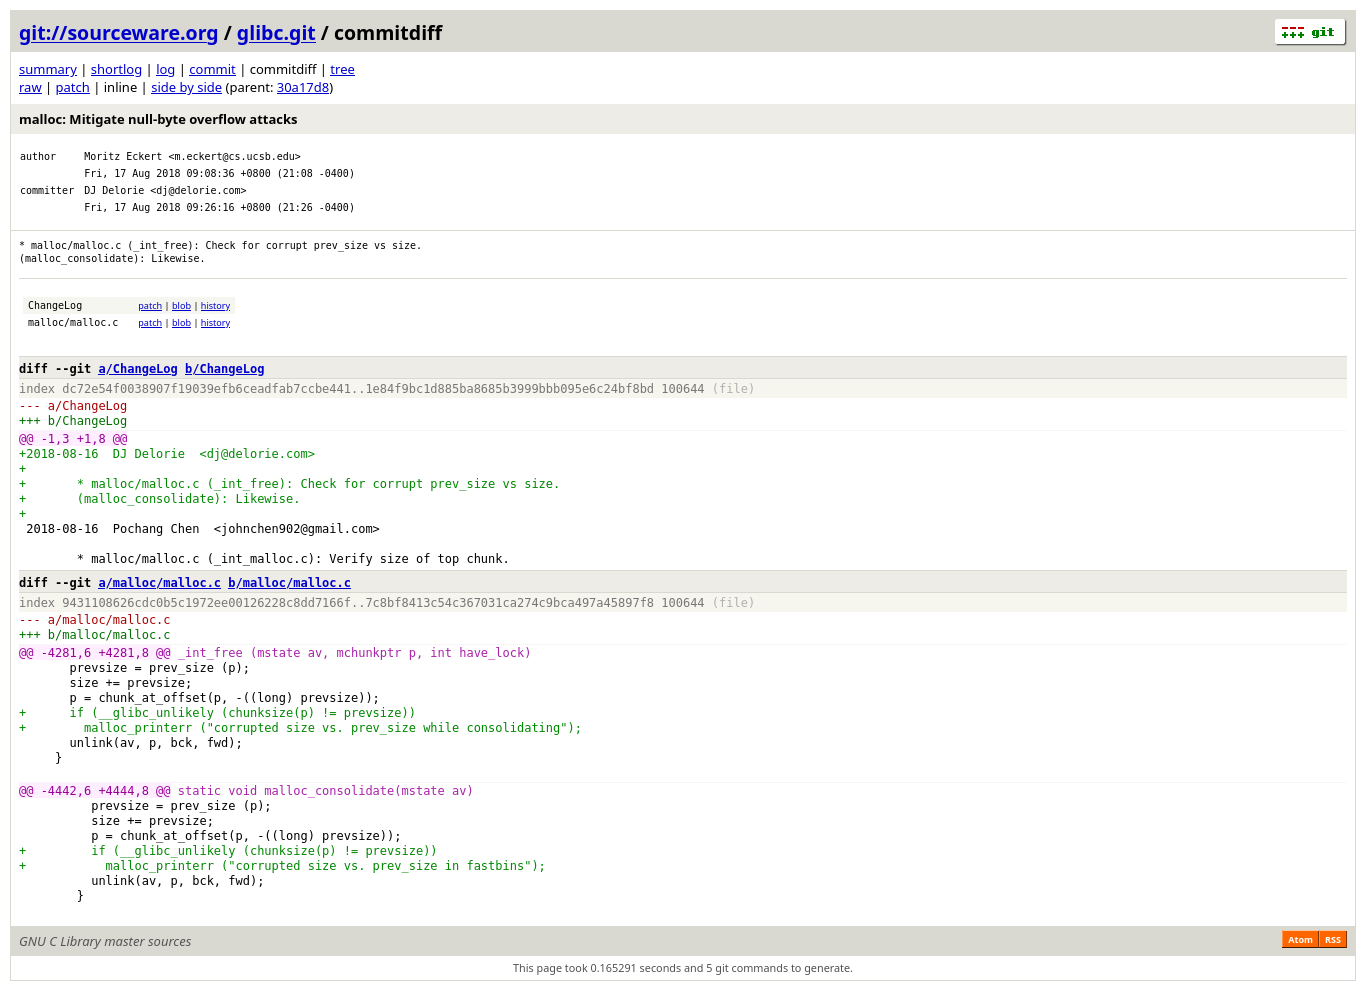 git://sourceware.org / glibc.git / commitdiff
git
summary | shortlog | log | commit | commitdiff | tree
raw | patch | inline | side by side (parent: 30a17d8)
malloc: Mitigate null-byte overflow attacks
author Moritz Eckert <m.eckert@cs.ucsb.edu>
Fri, 17 Aug 2018 09:08:36 +0800 (21:08 -0400)
committer DJ Delorie <dj@delorie.com>
Fri, 17 Aug 2018 09:26:16 +0800 (21:26 -0400)
* malloc/malloc.c (_int_free): Check for corrupt prev_size vs size.
(malloc_consolidate): Likewise.
ChangeLog patch | blob | history
malloc/malloc.c patch | blob | history
diff --git a/ChangeLog b/ChangeLog
index dc72e54f0038907f19039efb6ceadfab7ccbe441..1e84f9bc1d885ba8685b3999bbb095e6c24bf8bd 100644 (file)
--- a/ChangeLog
+++ b/ChangeLog
@@ -1,3 +1,8 @@
+2018-08-16  DJ Delorie  <dj@delorie.com>
+
+       * malloc/malloc.c (_int_free): Check for corrupt prev_size vs size.
+       (malloc_consolidate): Likewise.
+
 2018-08-16  Pochang Chen  <johnchen902@gmail.com>
        * malloc/malloc.c (_int_malloc.c): Verify size of top chunk.
diff --git a/malloc/malloc.c b/malloc/malloc.c
index 9431108626cdc0b5c1972ee00126228c8dd7166f..7c8bf8413c54c367031ca274c9bca497a45897f8 100644 (file)
--- a/malloc/malloc.c
+++ b/malloc/malloc.c
@@ -4281,6 +4281,8 @@ _int_free (mstate av, mchunkptr p, int have_lock)
       prevsize = prev_size (p);
       size += prevsize;
       p = chunk_at_offset(p, -((long) prevsize));
+      if (__glibc_unlikely (chunksize(p) != prevsize))
+        malloc_printerr ("corrupted size vs. prev_size while consolidating");
       unlink(av, p, bck, fwd);
     }
@@ -4442,6 +4444,8 @@ static void malloc_consolidate(mstate av)
          prevsize = prev_size (p);
          size += prevsize;
          p = chunk_at_offset(p, -((long) prevsize));
+         if (__glibc_unlikely (chunksize(p) != prevsize))
+           malloc_printerr ("corrupted size vs. prev_size in fastbins");
          unlink(av, p, bck, fwd);
        }
GNU C Library master sources
Atom RSS
This page took 0.165291 seconds and 5 git commands to generate.